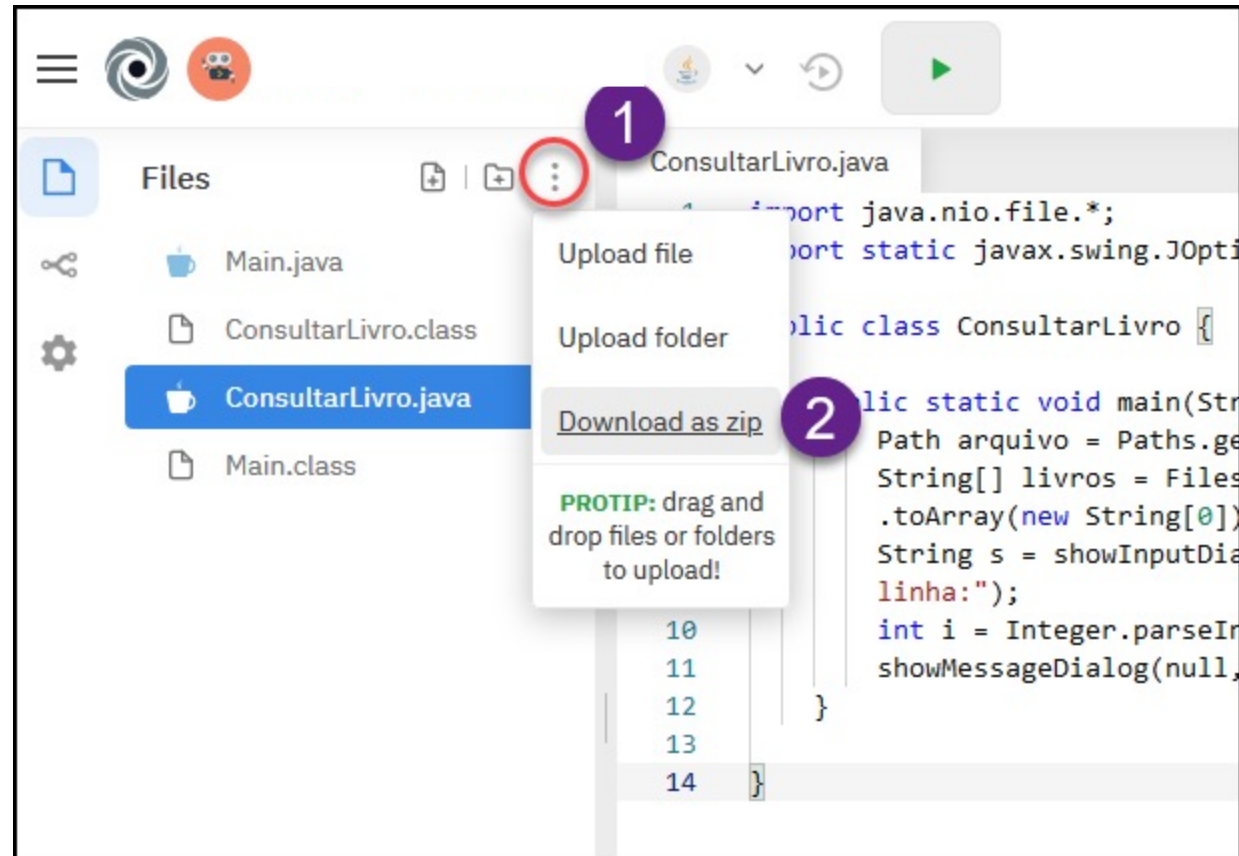 1
Files
ConsultarLivro.java
import java.nio.file.*;
Upload file
port static javax.swing.JOpti
Main.java
ConsultarLivro.class
Upload folder
lic class ConsultarLivro {
ConsultarLivro.java
Download as zip
2
lic static void main(Str
Path arquivo = Paths.ge
Main.class
String[] livros = Files
PROTIP: drag and
drop files or folders
to upload!
.toArray(new String[0])
String s = showInputDia
linha:");
10 int i = Integer.parseIn
11 showMessageDialog(null,
12 }
13
14 }